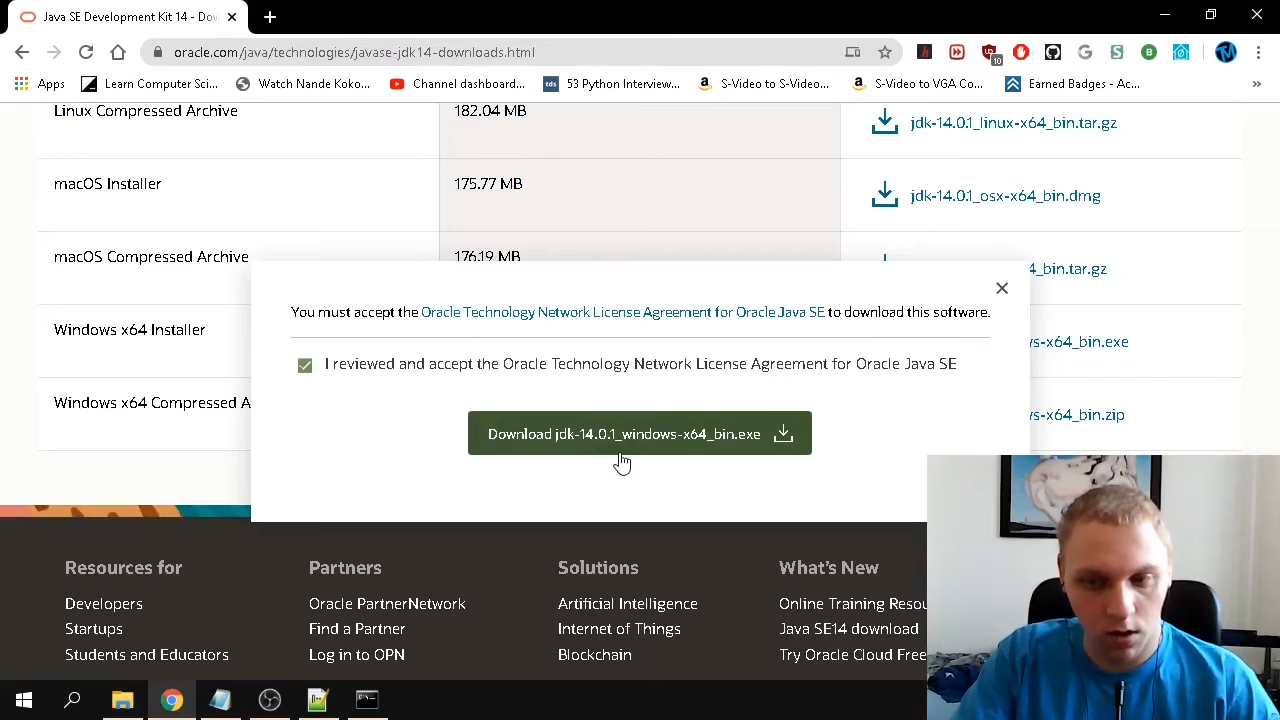 Java SE Development Kit 14 - Dow
oracle.com/java/technologies/javase-jdk14-downloads.html
10
Apps
Learn Computer Sci...
Watch Naode Koko...
Channel dashboard...
tds
53 Python Interview...
S-Video to S-Video...
S-Video to VGA Co...
Earned Badges - Ac...
»
Linux Compressed Archive
182.04 MB
jdk-14.0.1_linux-x64_bin.tar.gz
macOS Installer
175.77 MB
jdk-14.0.1_osx-x64_bin.dmg
macOS Compressed Archive
176.19 MB
_bin.tar.gz
You must accept the Oracle Technology Network License Agreement for Oracle Java SE to download this software.
Windows x64 Installer
ws-x64_bin.exe
I reviewed and accept the Oracle Technology Network License Agreement for Oracle Java SE
Windows x64 Compressed A
ws-x64_bin.zip
Download jdk-14.0.1_windows-x64_bin.exe
Resources for
Partners
Solutions
What's New
Developers
Oracle PartnerNetwork
Artificial Intelligence
Online Training Resou
Startups
Find a Partner
Internet of Things
Java SE14 download
Students and Educators
Log in to OPN
Blockchain
Try Oracle Cloud Free